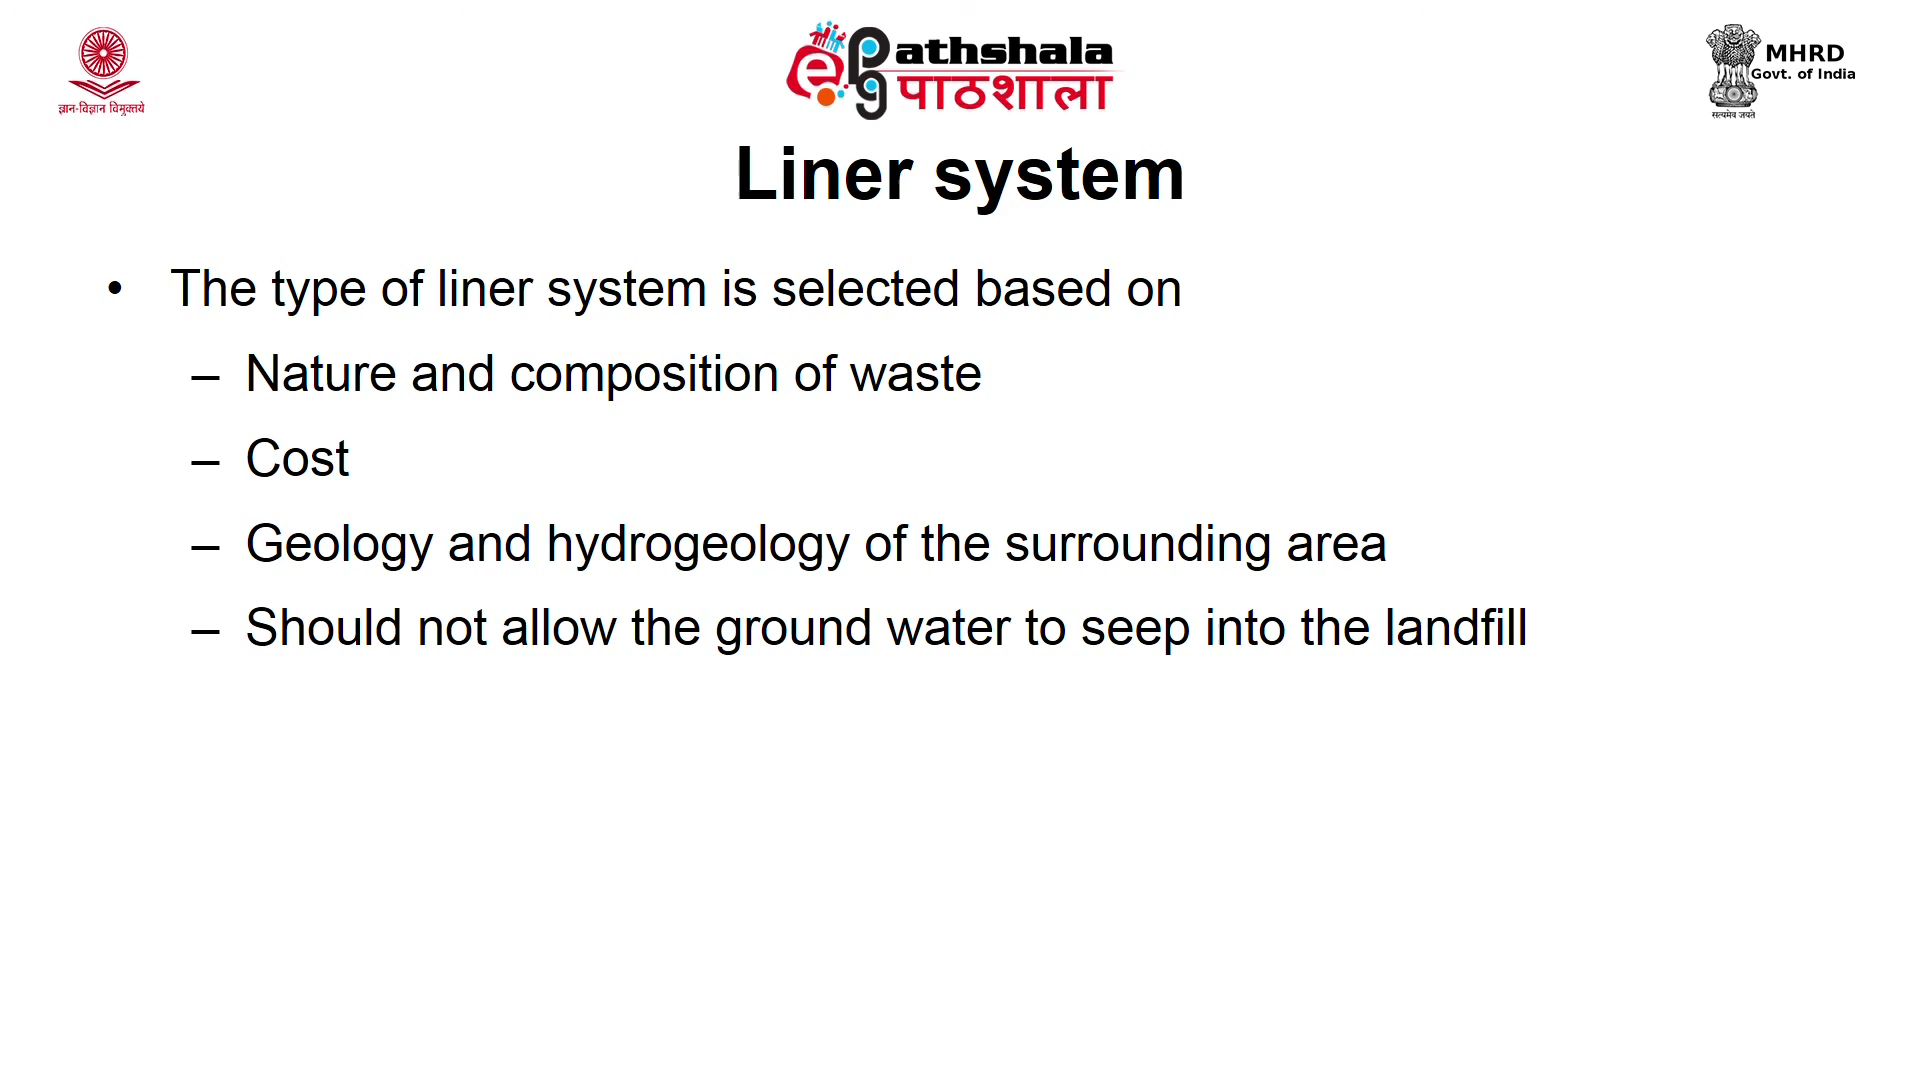 ज्ञान-विज्ञान विमुक्तये
ePathshala
पाठशाला
MHRD
Govt. of India
सत्यमेव जयते
Liner system
• The type of liner system is selected based on
– Nature and composition of waste
– Cost
– Geology and hydrogeology of the surrounding area
– Should not allow the ground water to seep into the landfill